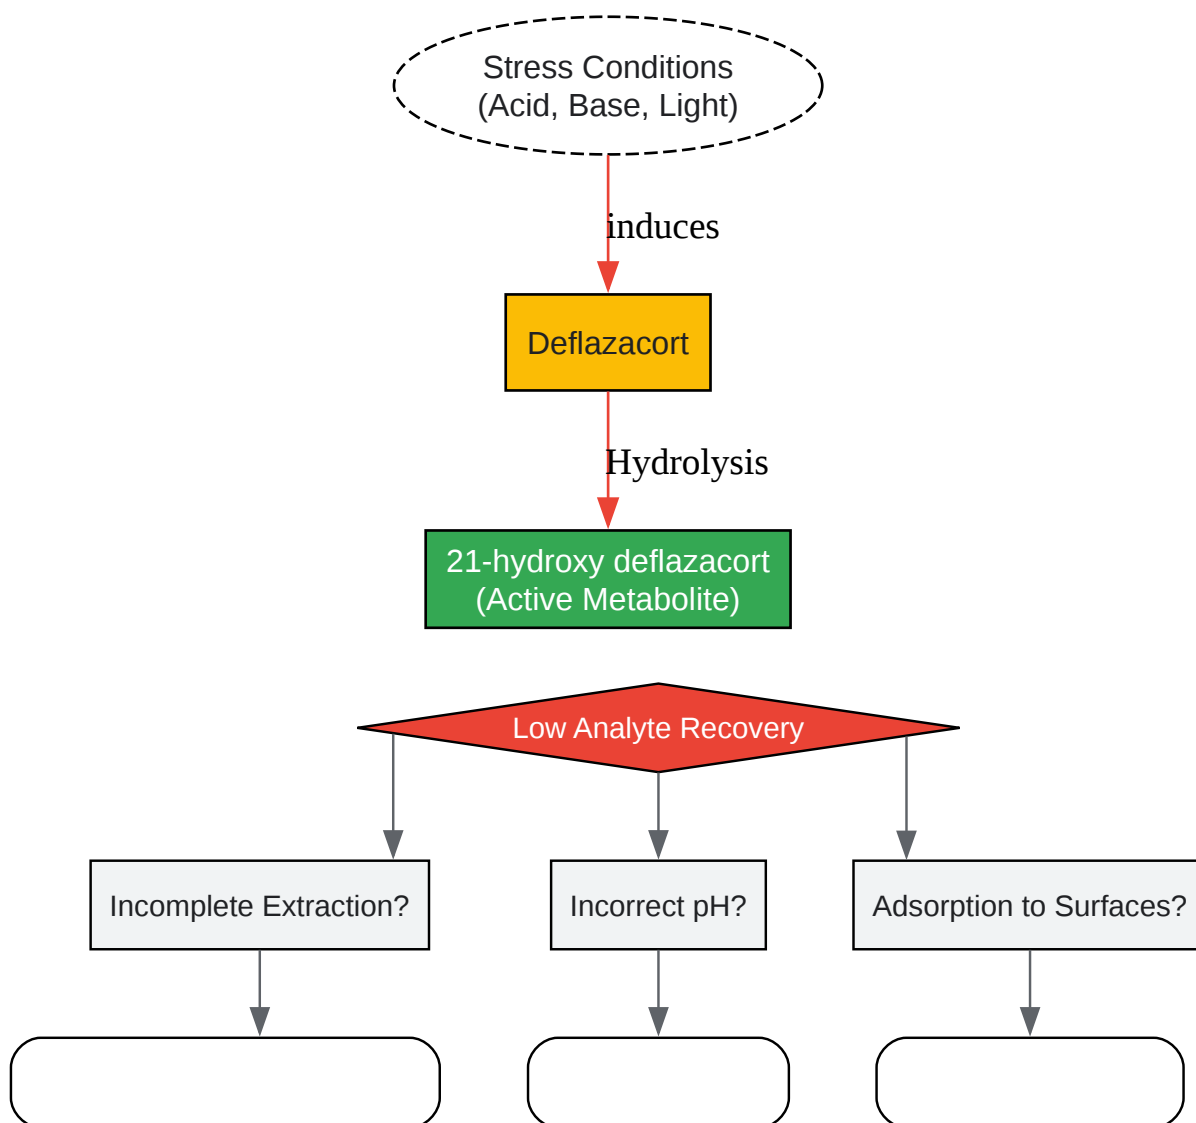 Stress Conditions
(Acid, Base, Light)
induces
Deflazacort
Hydrolysis
21-hydroxy deflazacort
(Active Metabolite)
Low Analyte Recovery
Incomplete Extraction?
Incorrect pH?
Adsorption to Surfaces?